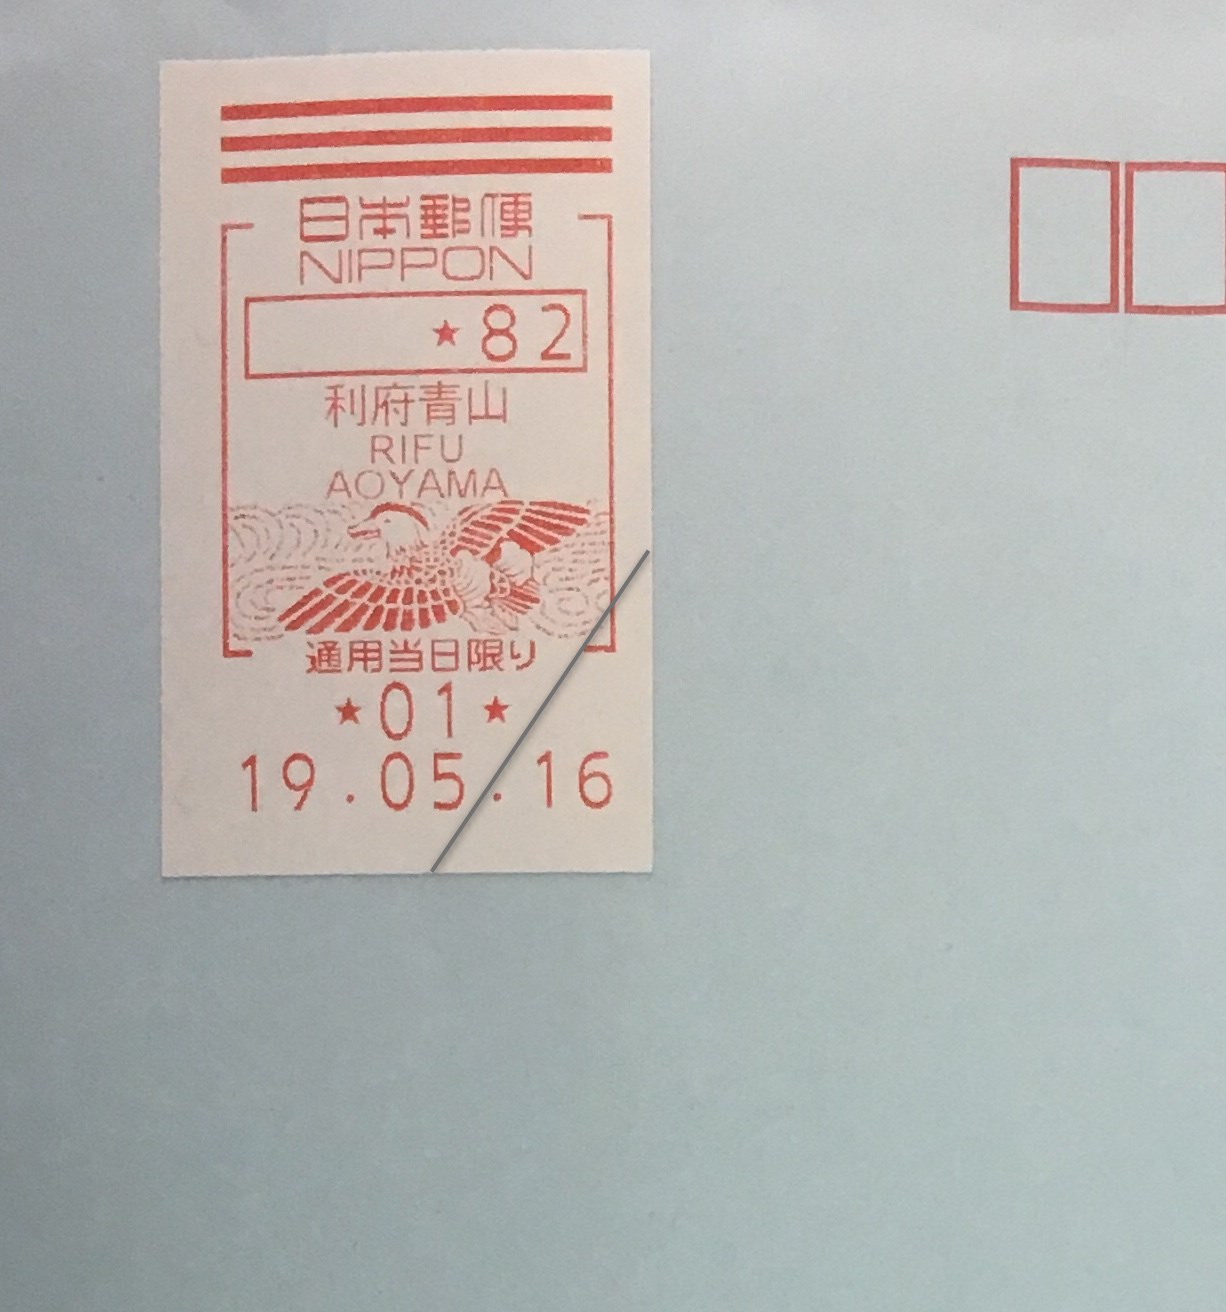 日本郵便
NIPPON
★82
利府青山
RIFU
AOYAMA
通用当日限り
★01★
19.05.16